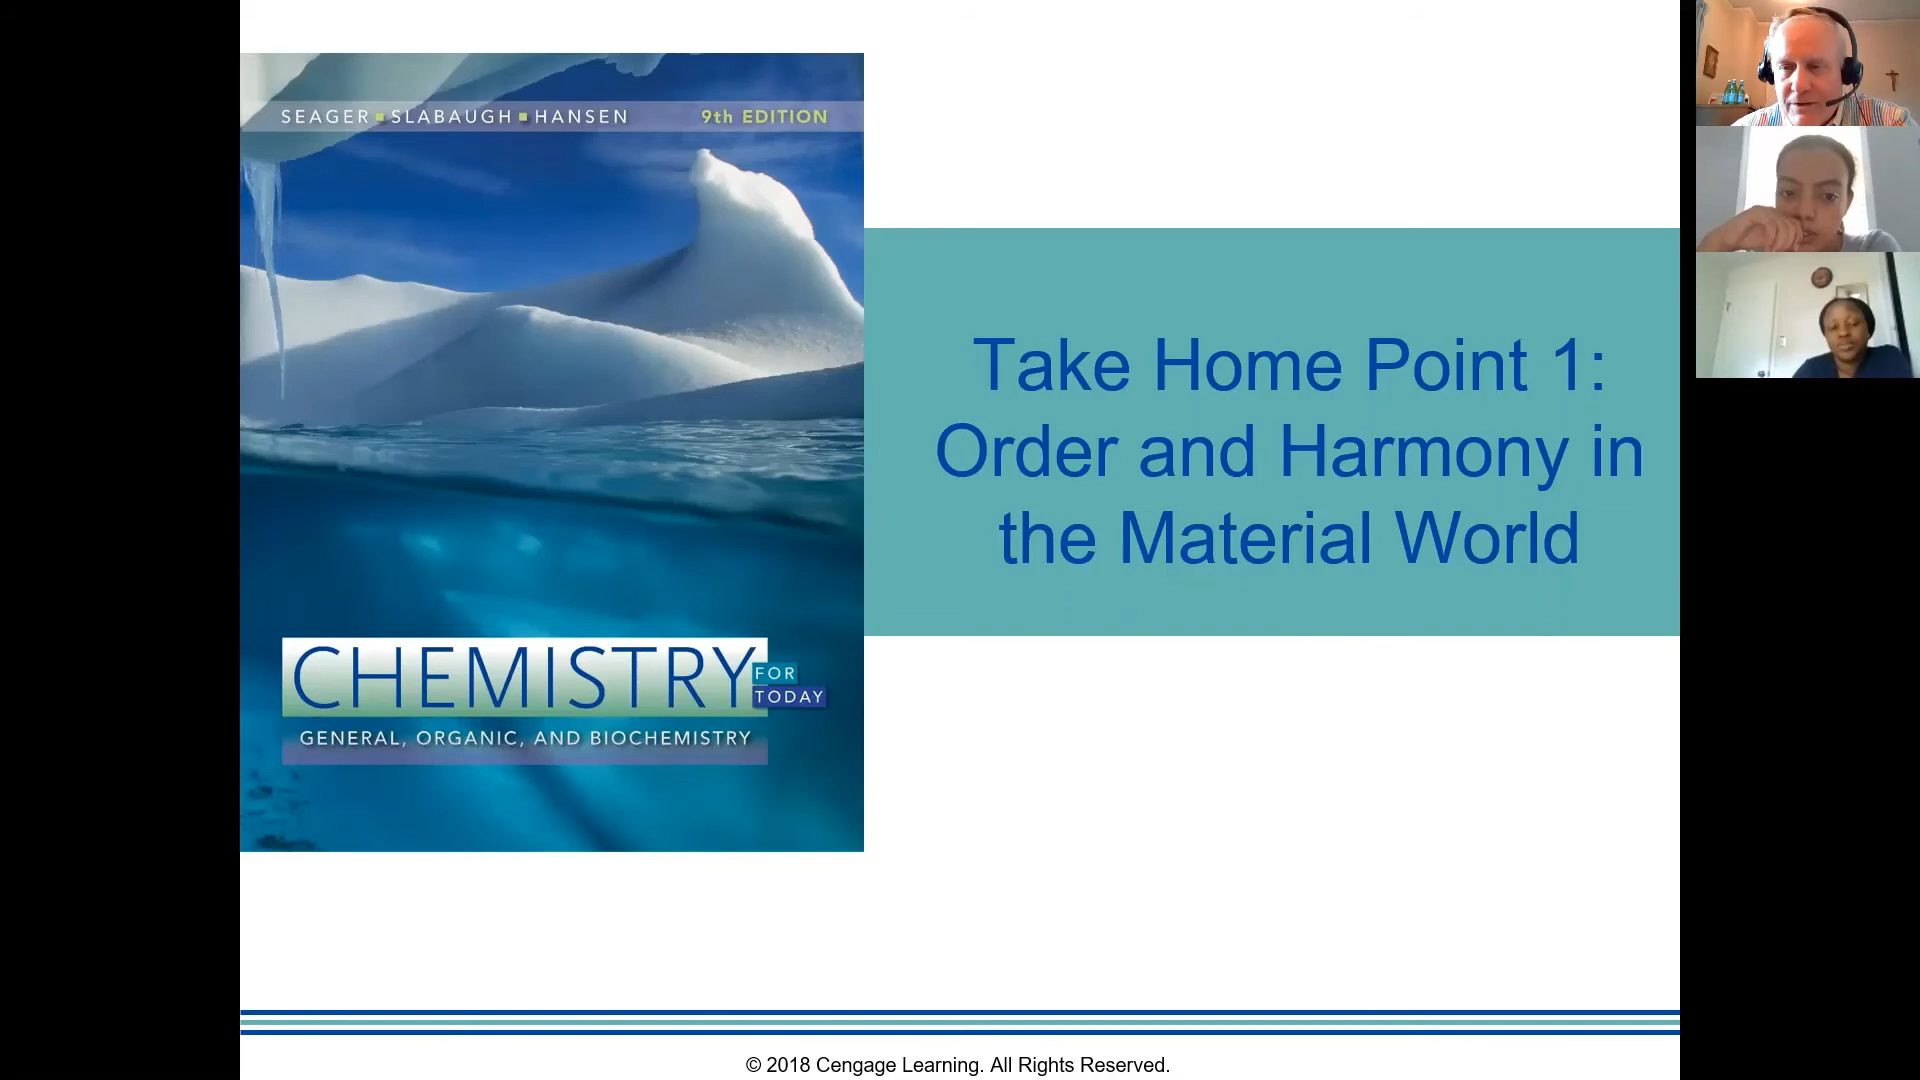 SEAGER ▪ SLABAUGH ▪ HANSEN 9th EDITION
CHEMISTRY FOR TODAY
GENERAL, ORGANIC, AND BIOCHEMISTRY
Take Home Point 1:
Order and Harmony in
the Material World
© 2018 Cengage Learning. All Rights Reserved.